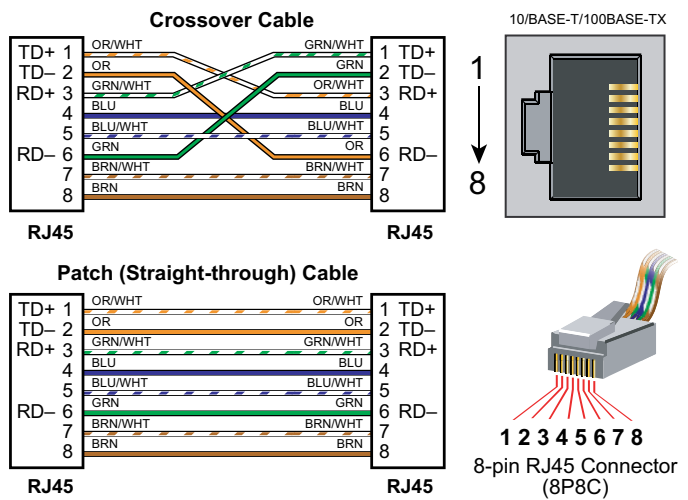 Crossover Cable
TD+ 1 OR/WHT GRN/WHT 1 TD+
TD– 2 OR GRN 2 TD–
RD+ 3 GRN/WHT OR/WHT 3 RD+
4 BLU BLU 4
5 BLU/WHT BLU/WHT 5
RD– 6 GRN OR 6 RD–
7 BRN/WHT BRN/WHT 7
8 BRN BRN 8
RJ45 RJ45
10/BASE-T/100BASE-TX
1
8
Patch (Straight-through) Cable
TD+ 1 OR/WHT OR/WHT 1 TD+
TD– 2 OR OR 2 TD–
RD+ 3 GRN/WHT GRN/WHT 3 RD+
4 BLU BLU 4
5 BLU/WHT BLU/WHT 5
RD– 6 GRN GRN 6 RD–
7 BRN/WHT BRN/WHT 7
8 BRN BRN 8
RJ45 RJ45
1 2 3 4 5 6 7 8
8-pin RJ45 Connector
(8P8C)